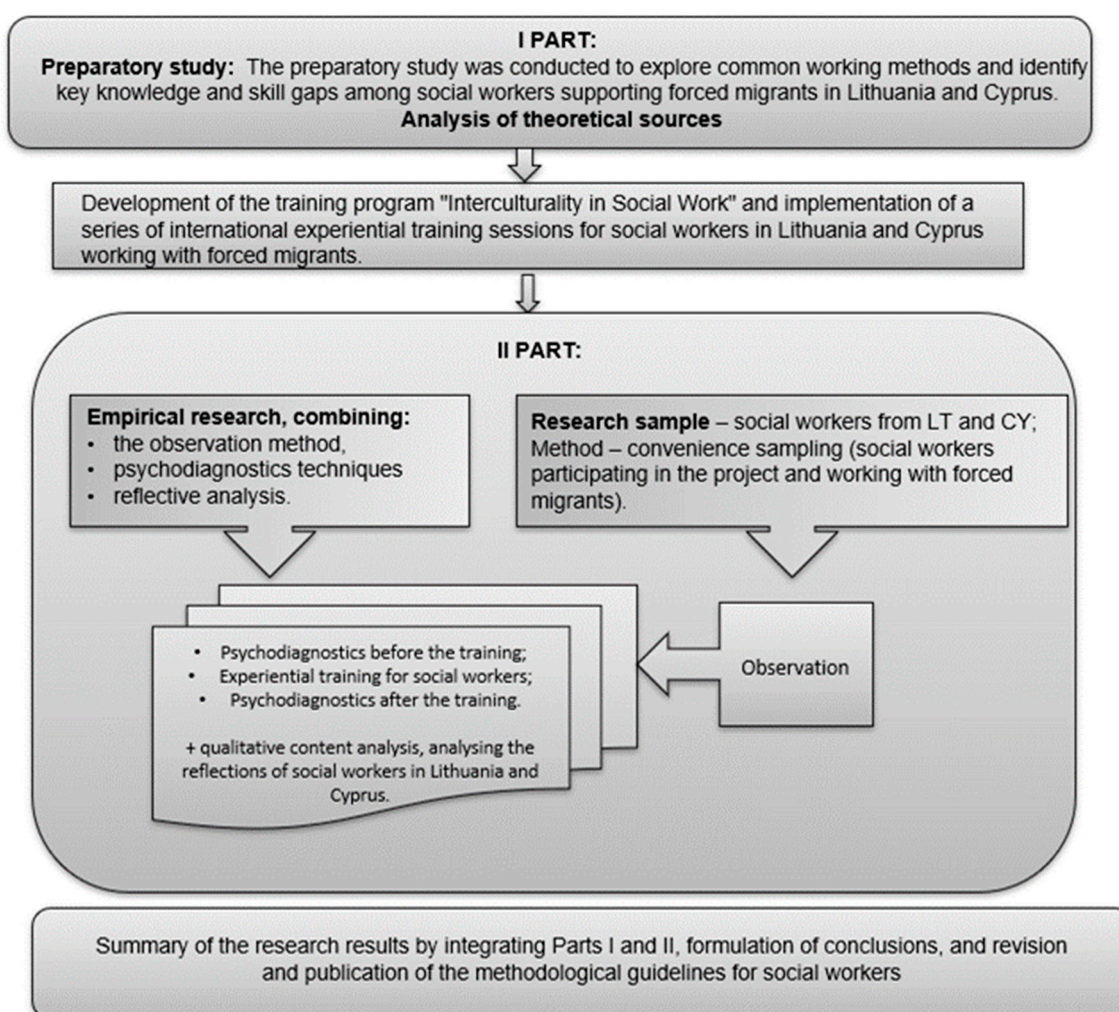 I PART:
Preparatory study: The preparatory study was conducted to explore common working methods and identify
key knowledge and skill gaps among social workers supporting forced migrants in Lithuania and Cyprus.
Analysis of theoretical sources
Development of the training program "Interculturality in Social Work" and implementation of a
series of international experiential training sessions for social workers in Lithuania and Cyprus
working with forced migrants.
II PART:
Empirical research, combining:
• the observation method,
• psychodiagnostics techniques
• reflective analysis.
Research sample – social workers from LT and CY;
Method – convenience sampling (social workers
participating in the project and working with forced
migrants).
• Psychodiagnostics before the training;
• Experiential training for social workers;
• Psychodiagnostics after the training.
+ qualitative content analysis, analysing the
reflections of social workers in Lithuania and
Cyprus.
Observation
Summary of the research results by integrating Parts I and II, formulation of conclusions, and revision
and publication of the methodological guidelines for social workers